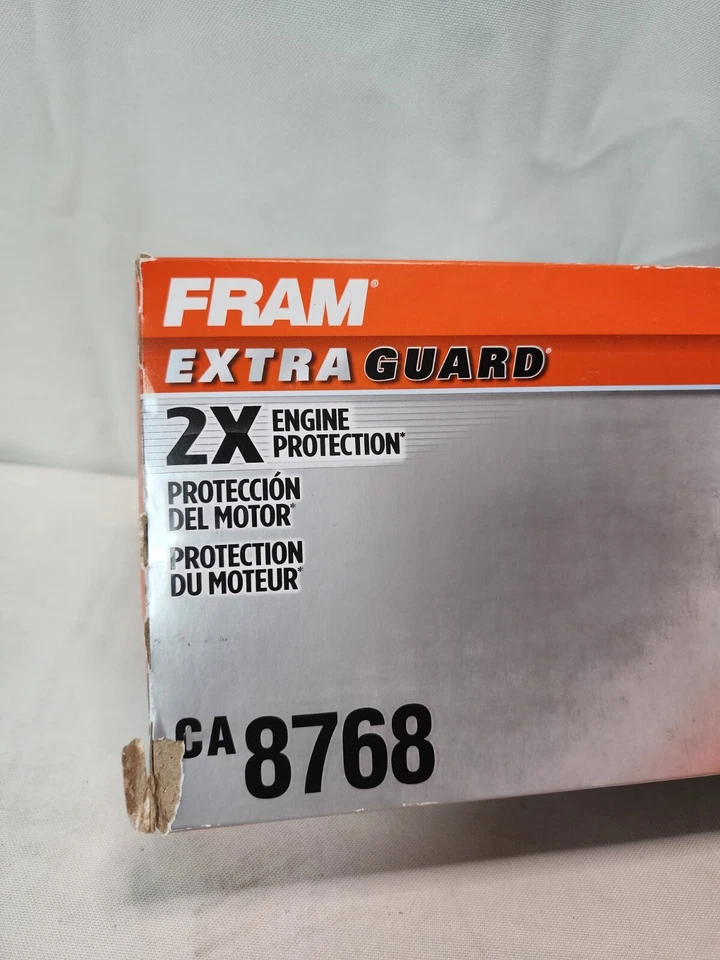 FRAM®
EXTRA GUARD®
2X ENGINE
PROTECTION*
PROTECCIÓN
DEL MOTOR*
PROTECTION
DU MOTEUR*
CA 8768